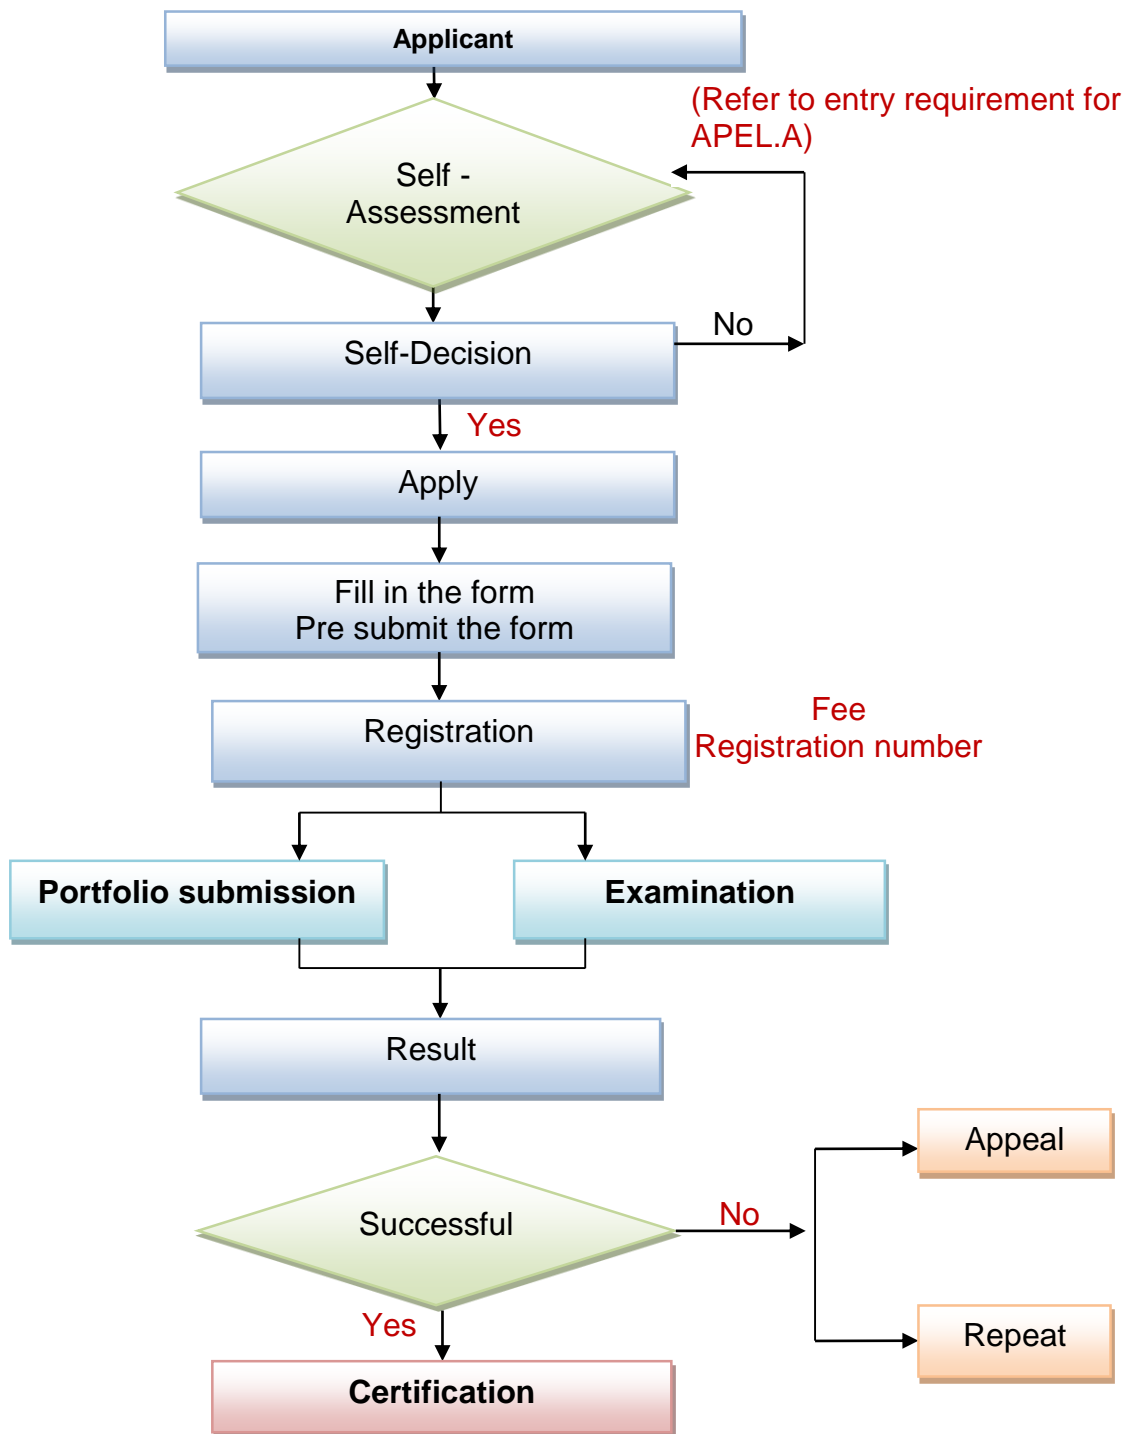 Applicant
(Refer to entry requirement for
APEL.A)
Self -
Assessment
No
Self-Decision
Yes
Apply
Fill in the form
Pre submit the form
Registration
Fee
Registration number
Portfolio submission
Examination
Result
Appeal
Successful
No
Repeat
Yes
Certification